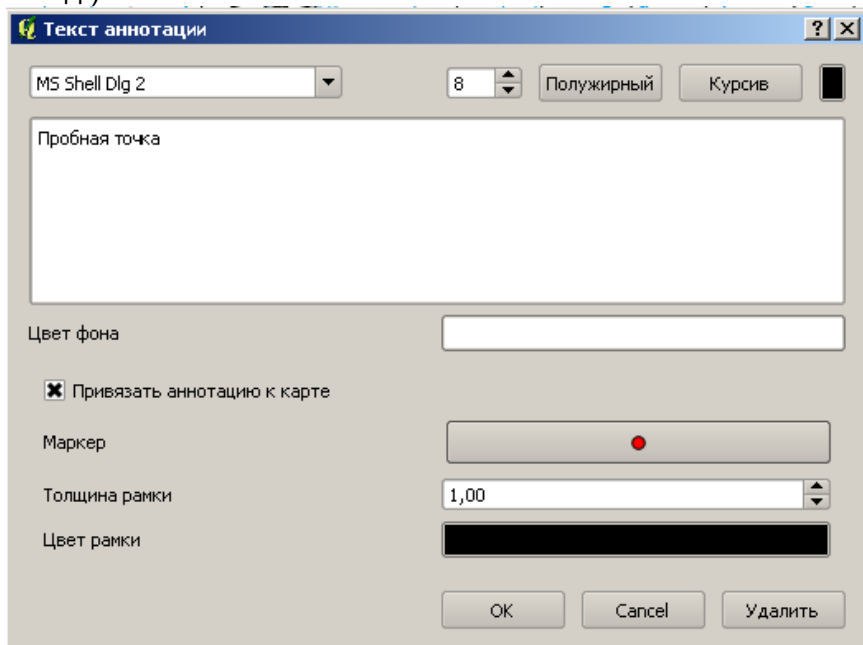 Текст аннотации
MS Shell Dlg 2 8 Полужирный Курсив
Пробная точка
Цвет фона
Привязать аннотацию к карте
Маркер
Толщина рамки 1,00
Цвет рамки
OK Cancel Удалить